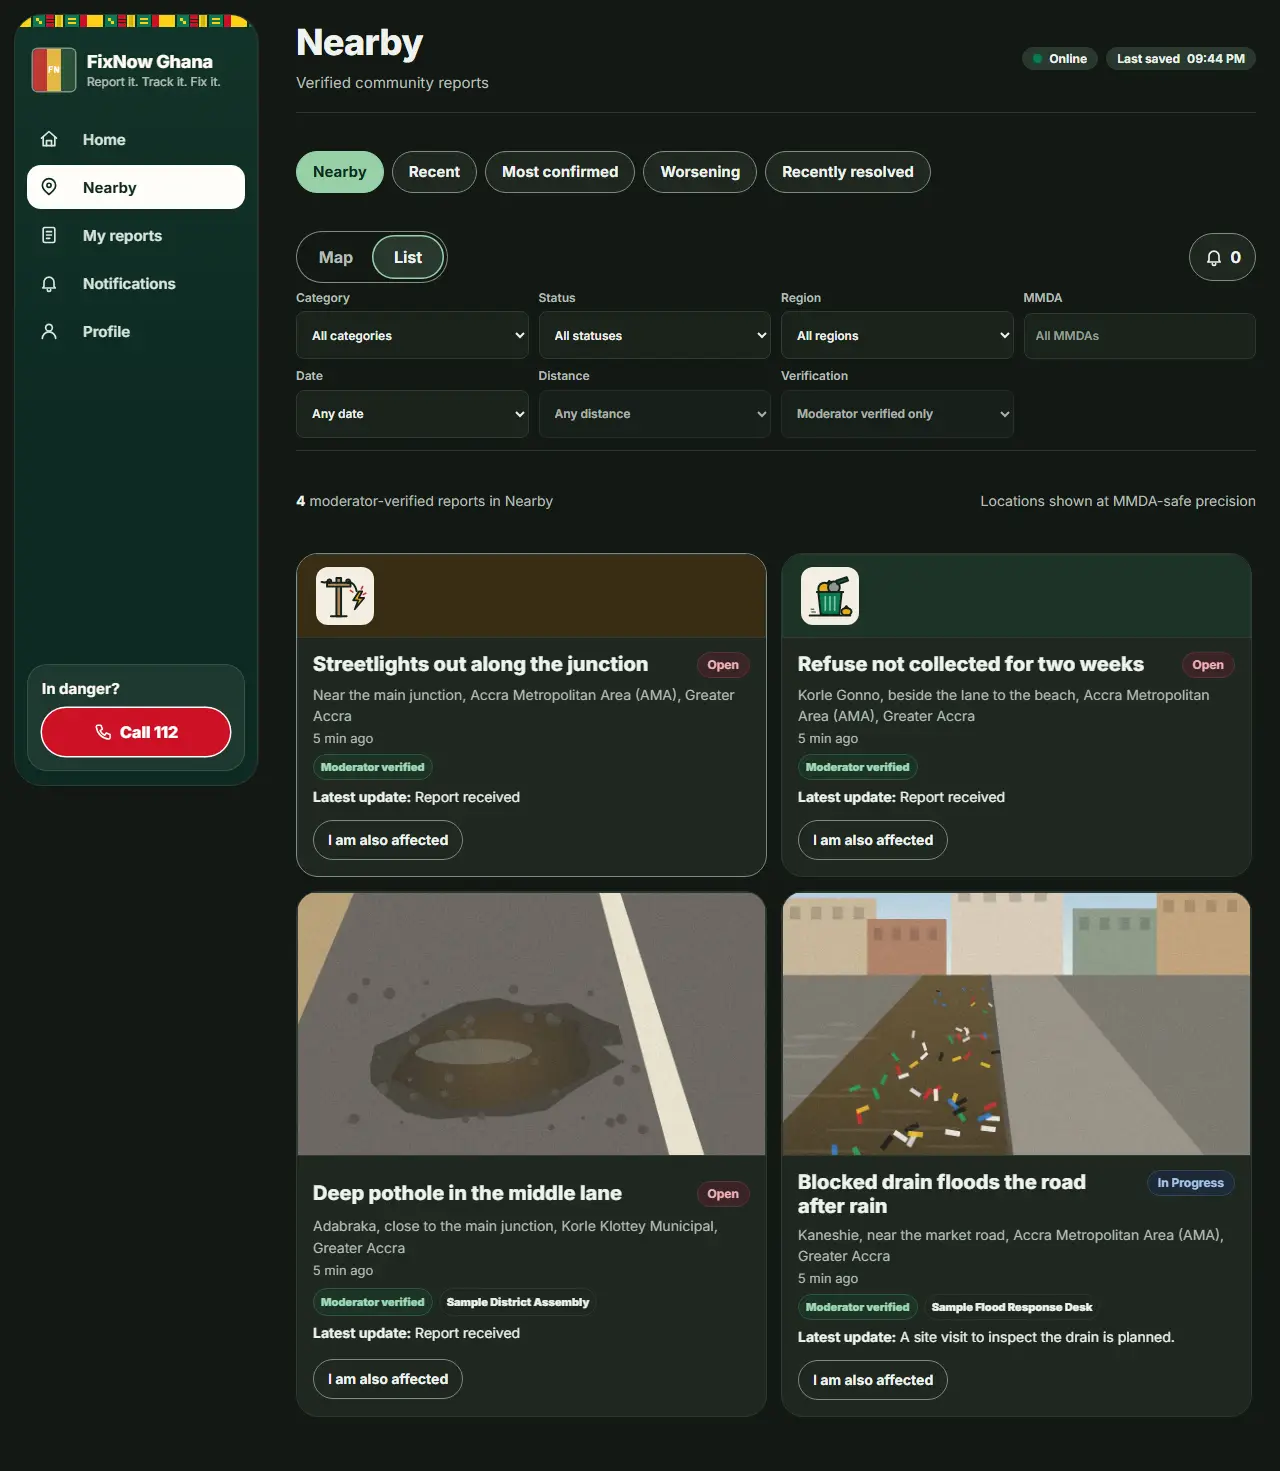 FN
FixNow Ghana
Report it. Track it. Fix it.
Home
Nearby
My reports
Notifications
Profile
In danger?
Call 112
Nearby
Verified community reports
Online
Last saved 09:44 PM
Nearby
Recent
Most confirmed
Worsening
Recently resolved
Map
List
0
Category
Status
Region
MMDA
All categories
All statuses
All regions
All MMDAs
Date
Distance
Verification
Any date
Any distance
Moderator verified only
4 moderator-verified reports in Nearby
Locations shown at MMDA-safe precision
Streetlights out along the junction
Open
Near the main junction, Accra Metropolitan Area (AMA), Greater
Accra
5 min ago
Moderator verified
Latest update: Report received
I am also affected
Refuse not collected for two weeks
Open
Korle Gonno, beside the lane to the beach, Accra Metropolitan
Area (AMA), Greater Accra
5 min ago
Moderator verified
Latest update: Report received
I am also affected
Deep pothole in the middle lane
Open
Adabraka, close to the main junction, Korle Klottey Municipal,
Greater Accra
5 min ago
Moderator verified
Sample District Assembly
Latest update: Report received
I am also affected
Blocked drain floods the road
after rain
In Progress
Kaneshie, near the market road, Accra Metropolitan Area (AMA),
Greater Accra
5 min ago
Moderator verified
Sample Flood Response Desk
Latest update: A site visit to inspect the drain is planned.
I am also affected